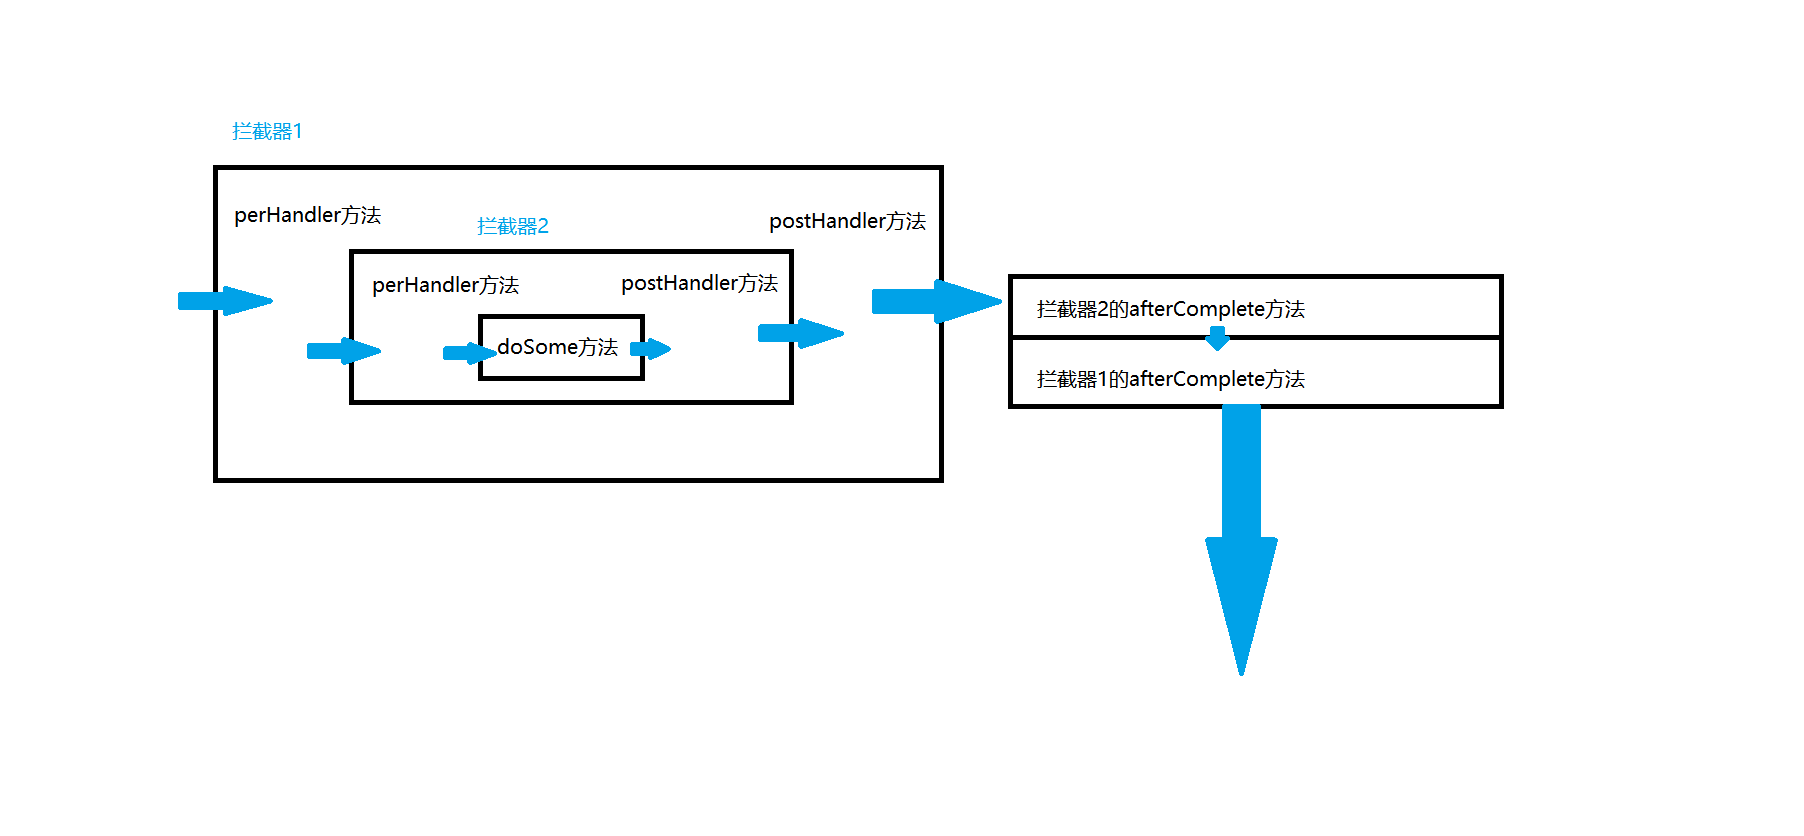 拦截器1
perHandler方法
拦截器2
postHandler方法
perHandler方法
postHandler方法
doSome方法
拦截器2的afterComplete方法
拦截器1的afterComplete方法